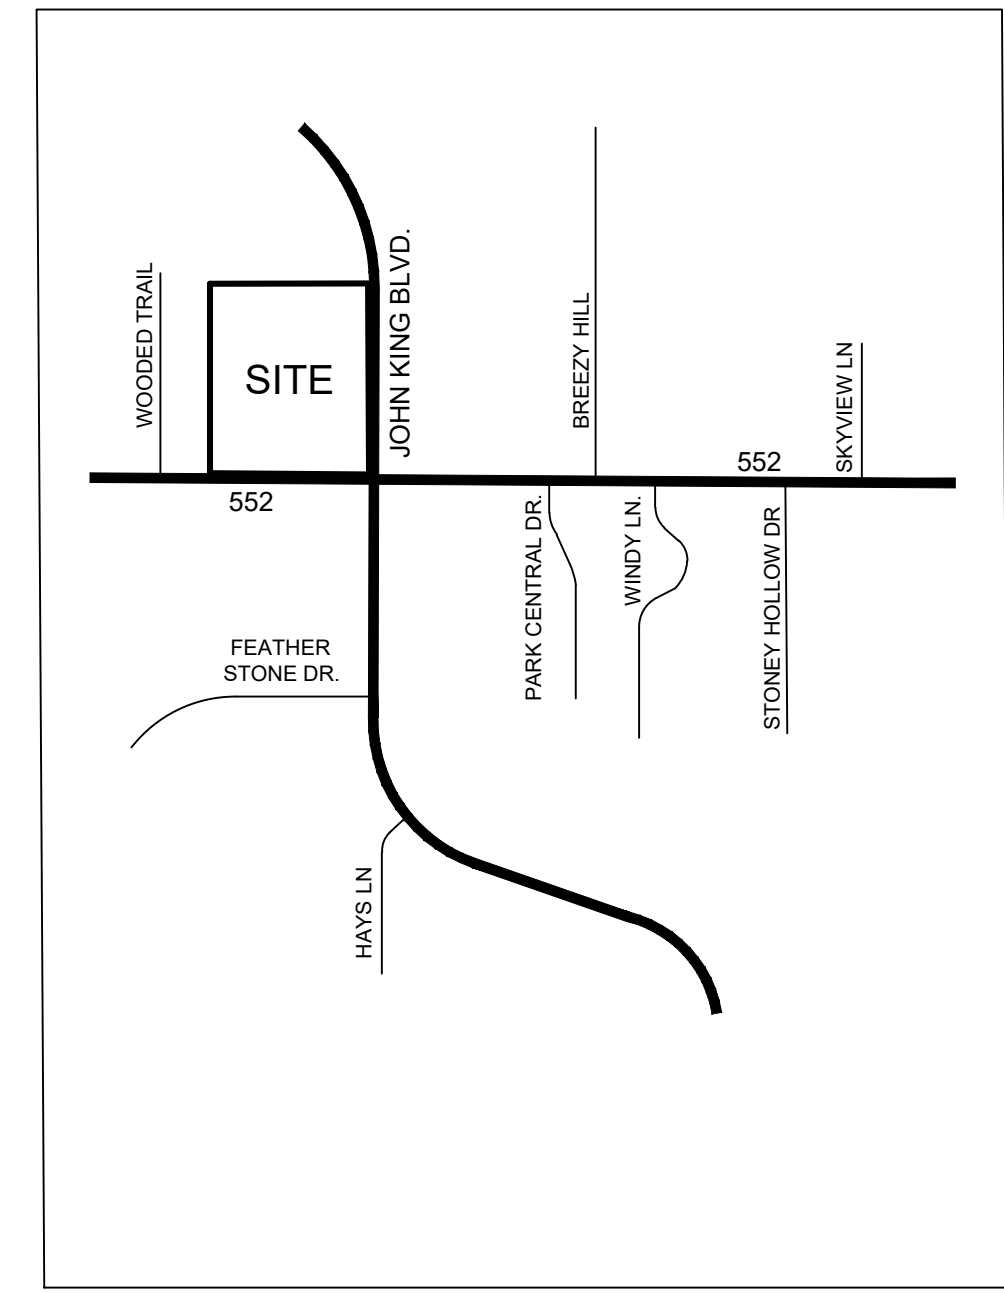 WOODED TRAIL
SITE
JOHN KING BLVD.
BREEZY HILL
SKYVIEW LN
552
552
PARK CENTRAL DR.
WINDY LN.
STONEY HOLLOW DR
FEATHER
STONE DR.
HAYS LN